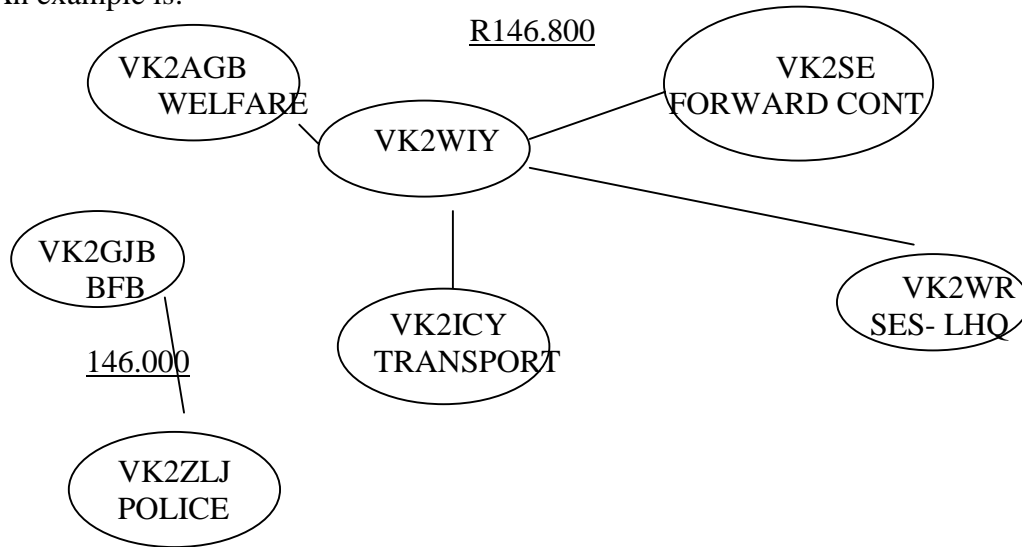 An example is:
R146.800
VK2AGB
WELFARE
VK2SE
FORWARD CONT
VK2WIY
VK2GJB
BFB
VK2WR
SES- LHQ
VK2ICY
TRANSPORT
146.000
VK2ZLJ
POLICE